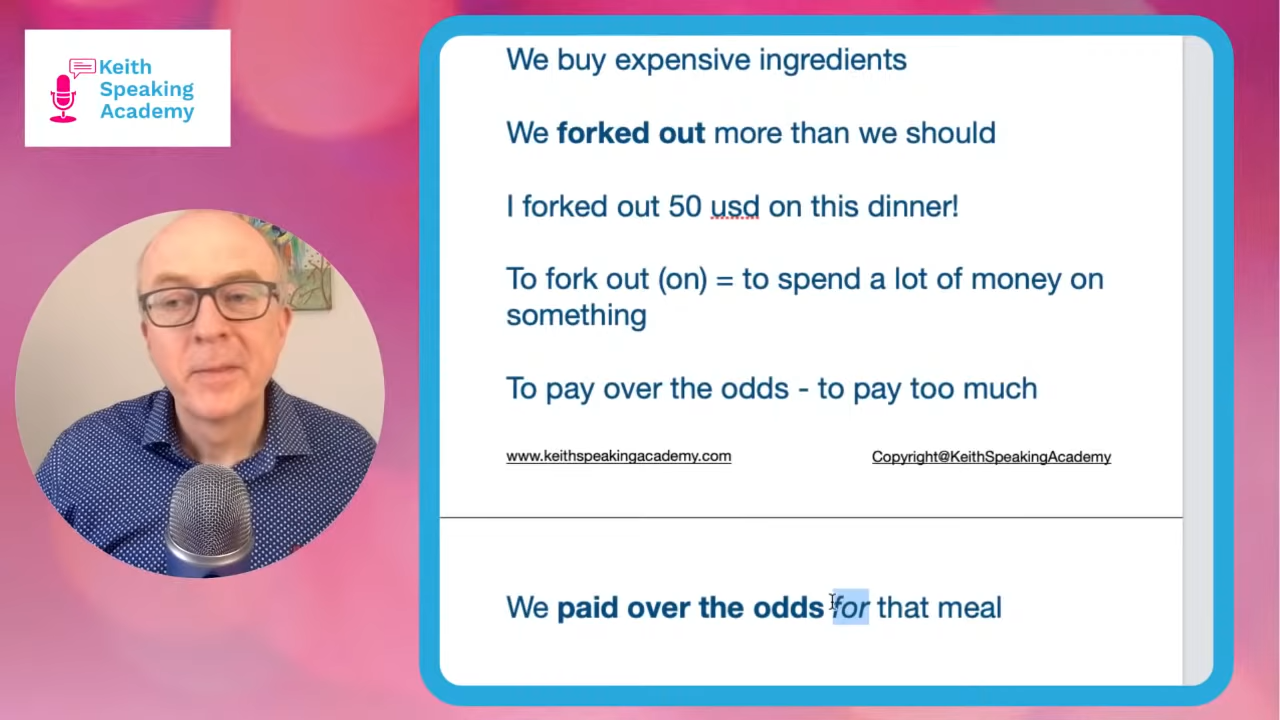 Keith
Speaking
Academy
We buy expensive ingredients
We forked out more than we should
I forked out 50 usd on this dinner!
To fork out (on) = to spend a lot of money on
something
To pay over the odds - to pay too much
www.keithspeakingacademy.com Copyright@KeithSpeakingAcademy
We paid over the odds for that meal